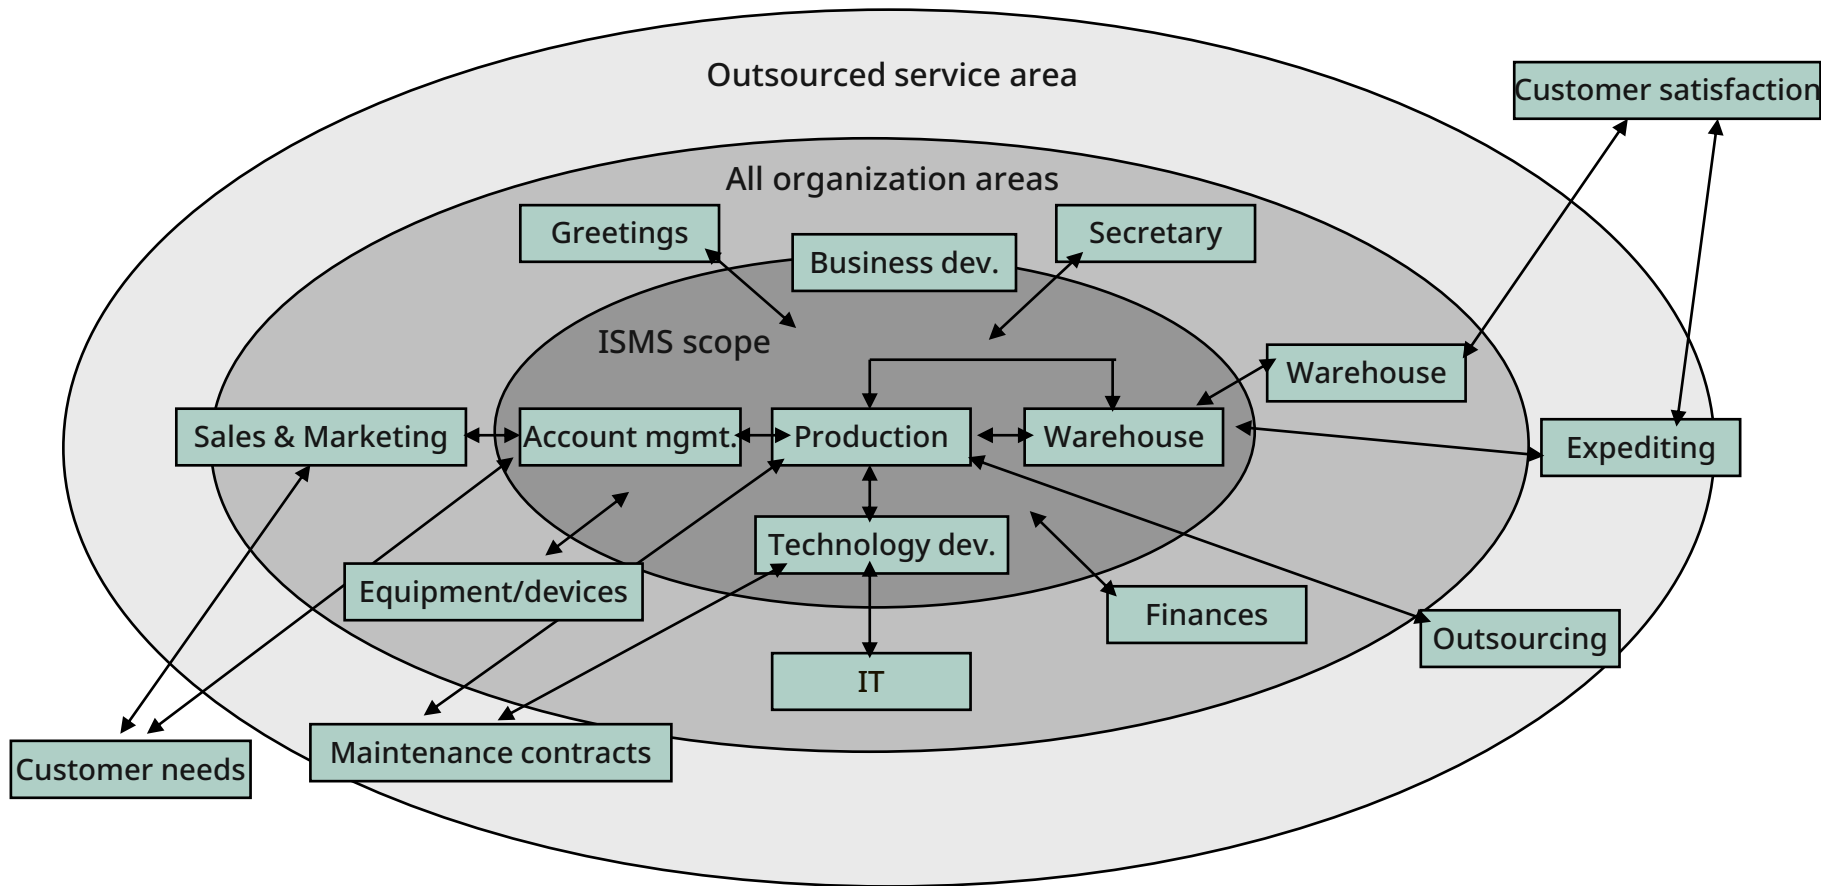 Outsourced service area
Customer satisfaction
All organization areas
Greetings
Secretary
Business dev.
ISMS scope
Warehouse
Sales & Marketing
Account mgmt.
Production
Warehouse
Expediting
Technology dev.
Equipment/devices
Finances
Outsourcing
IT
Maintenance contracts
Customer needs